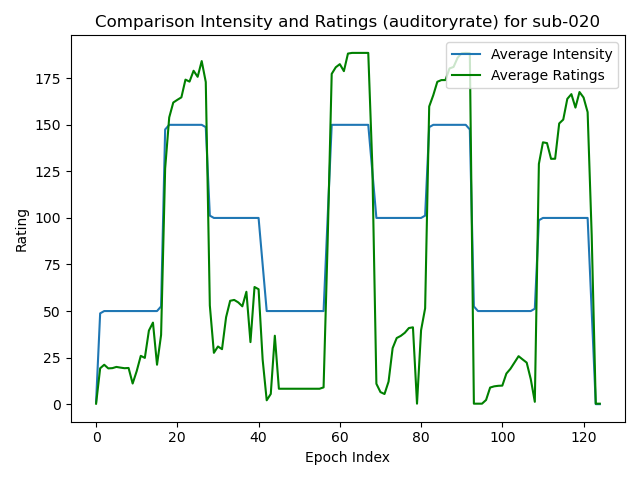 Comparison Intensity and Ratings (auditoryrate) for sub-020
Average Intensity
Average Ratings
Rating
175
150
125
100
75
50
25
0
0 20 40 60 80 100 120
Epoch Index